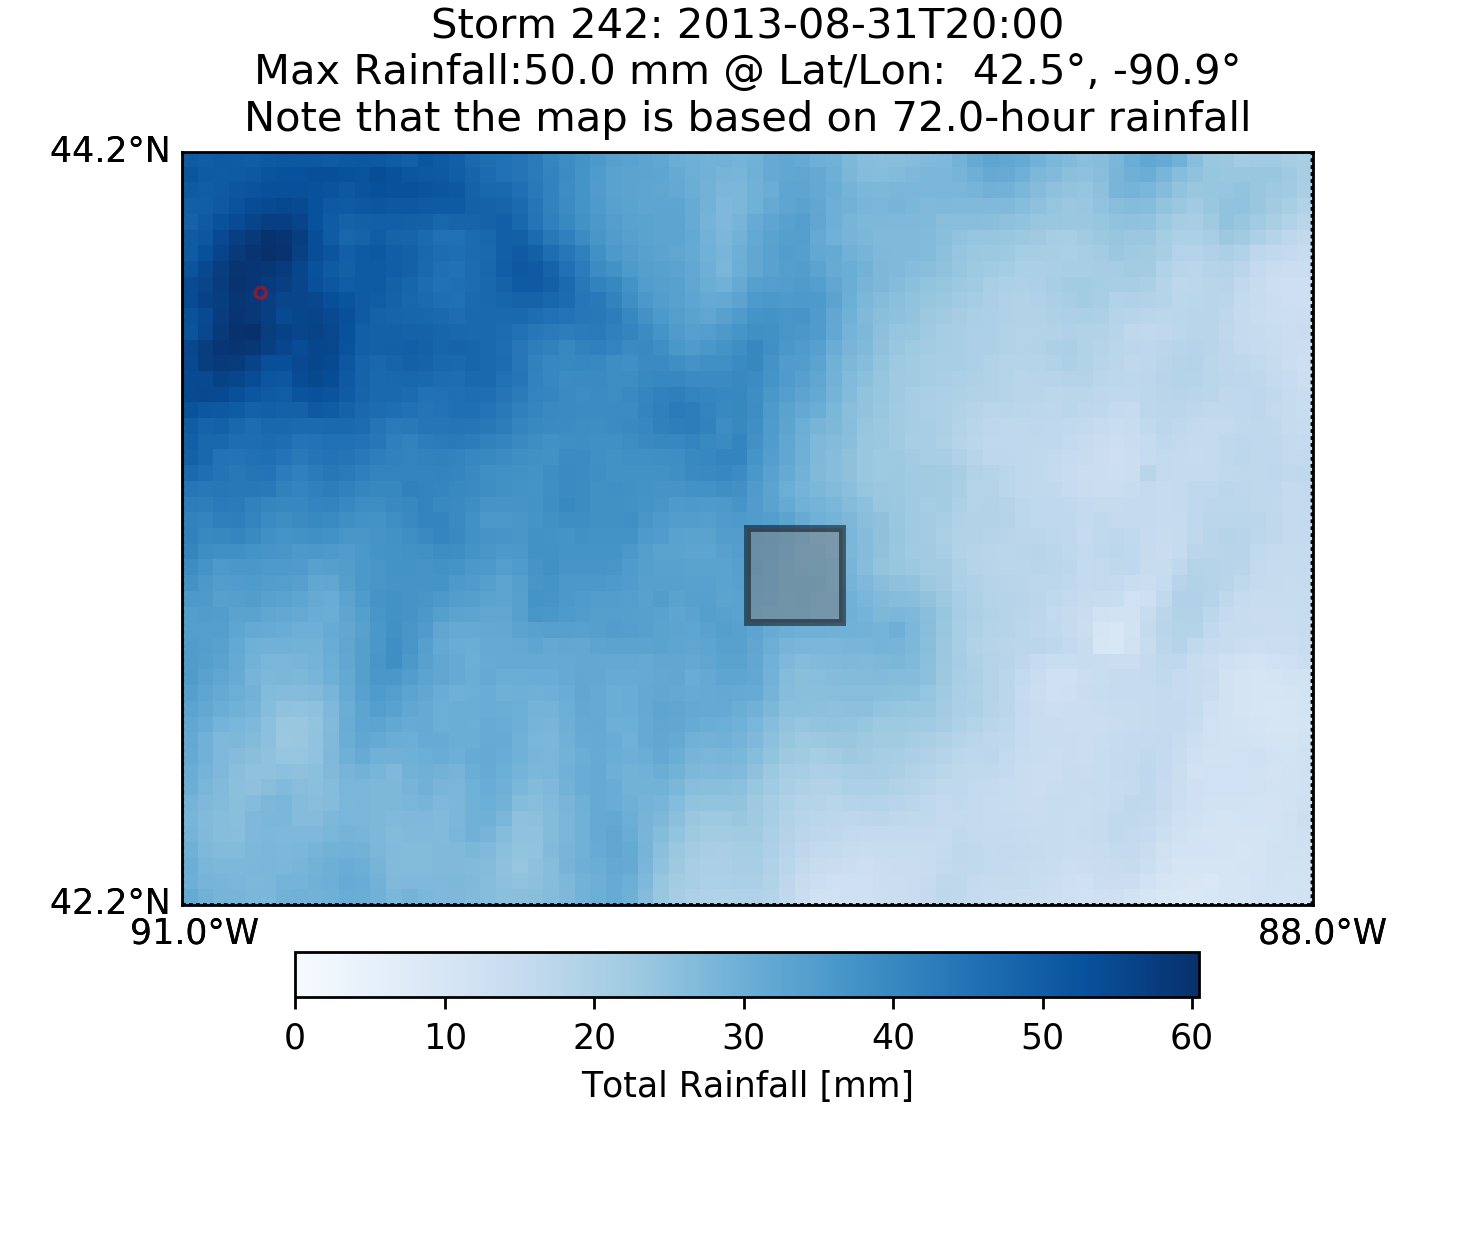 Storm 242: 2013-08-31T20:00
Max Rainfall:50.0 mm @ Lat/Lon:  42.5°, -90.9°
Note that the map is based on 72.0-hour rainfall
44.2°N
42.2°N
91.0°W 88.0°W
0 10 20 30 40 50 60
Total Rainfall [mm]